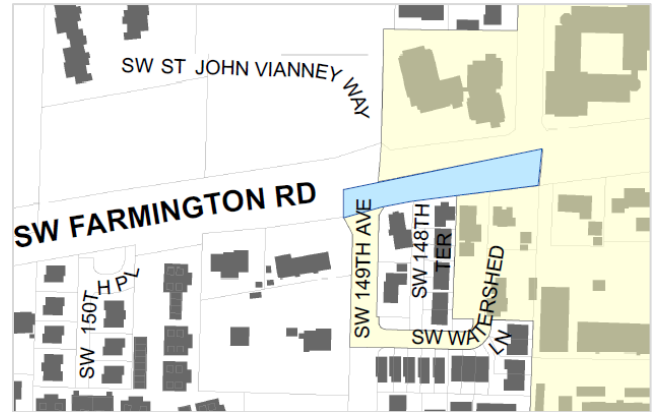 SW ST JOHN VIANNEY WAY
SW FARMINGTON RD
SW 149TH AVE
SW 148TH
TER
SW 150T
H PL
SW WATERSHED
LN